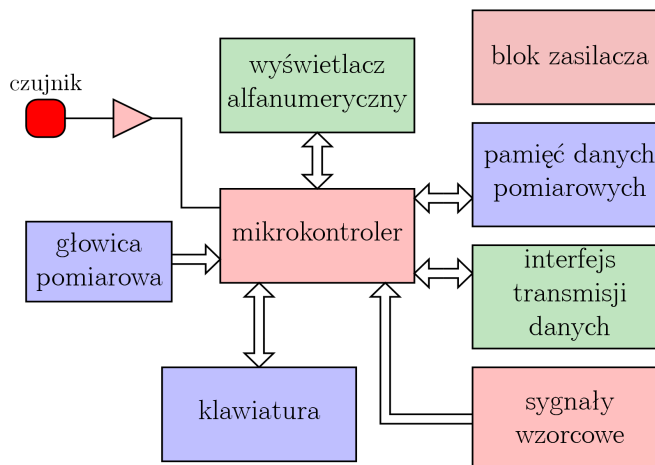 czujnik
wyświetlacz
alfanumeryczny
blok zasilacza
pamięć danych
pomiarowych
mikrokontroler
głowica
pomiarowa
interfejs
transmisji
danych
klawiatura
sygnały
wzorcowe